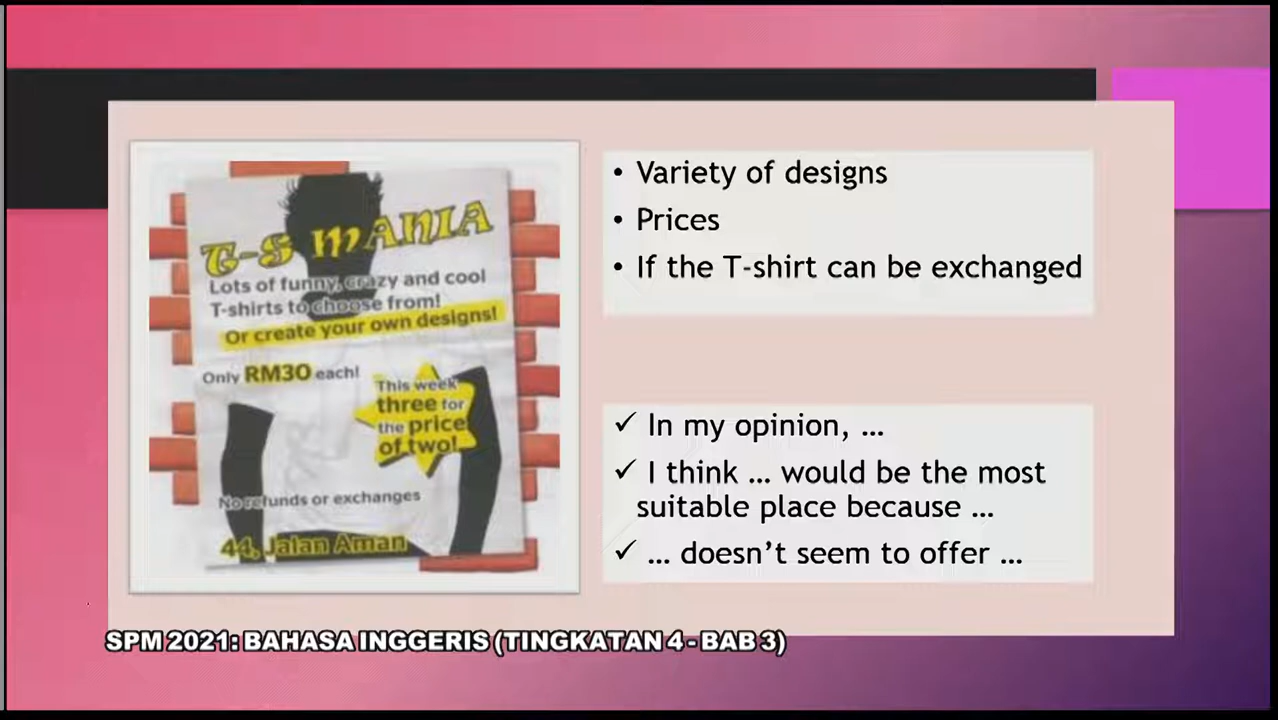 T-S MANIA
Lots of funny, crazy and cool
T-shirts to choose from!
Or create your own designs!
Only RM30 each!
This week
three for
the price
of two!
No refunds or exchanges
44, Jalan Aman
• Variety of designs
• Prices
• If the T-shirt can be exchanged
✓ In my opinion, …
✓ I think … would be the most
suitable place because …
✓ … doesn’t seem to offer …
SPM 2021: BAHASA INGGERIS (TINGKATAN 4 - BAB 3)